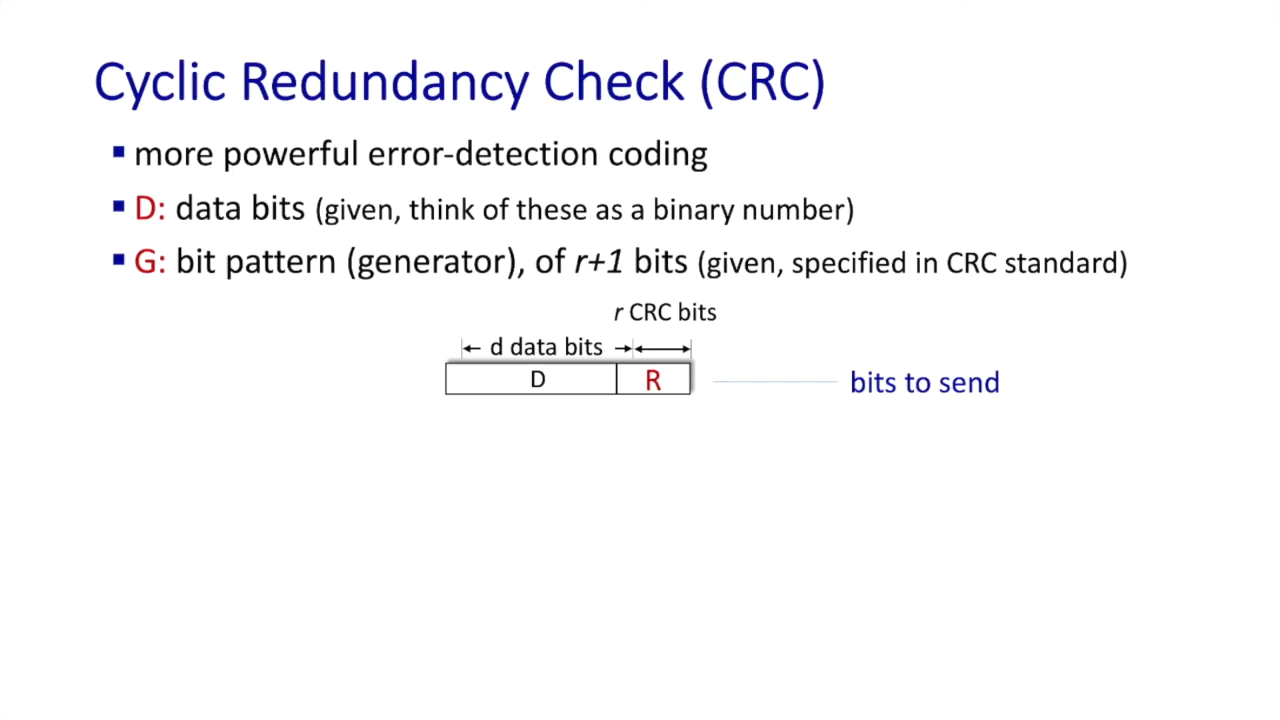 Cyclic Redundancy Check (CRC)
▪ more powerful error-detection coding
▪ D: data bits (given, think of these as a binary number)
▪ G: bit pattern (generator), of r+1 bits (given, specified in CRC standard)
r CRC bits
d data bits
D R bits to send